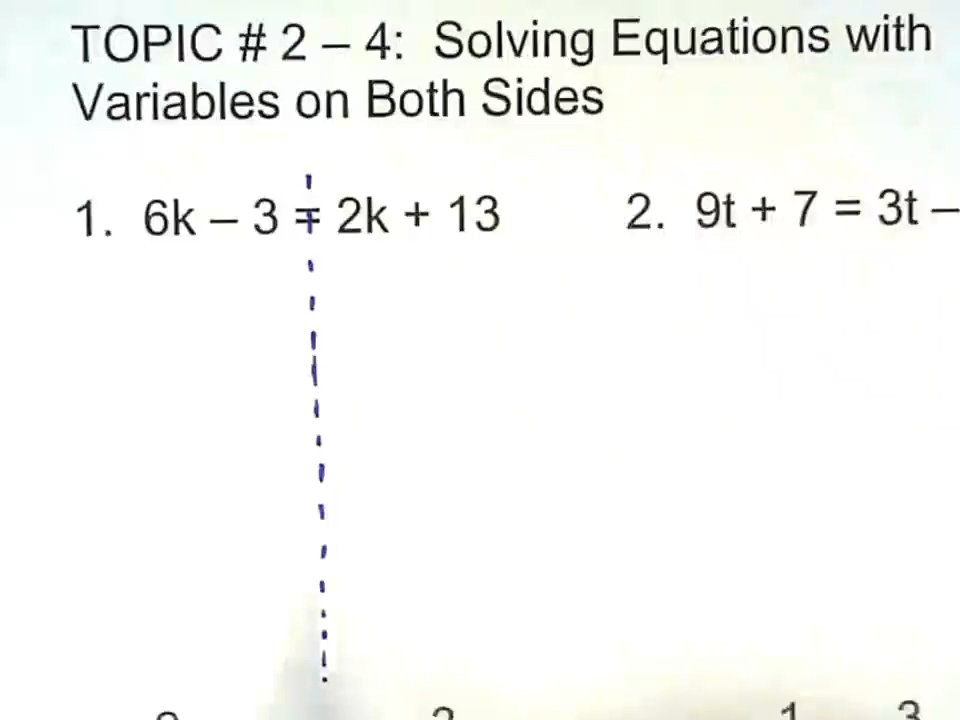 TOPIC # 2 – 4: Solving Equations with
Variables on Both Sides
1. 6k – 3 = 2k + 13
2. 9t + 7 = 3t –